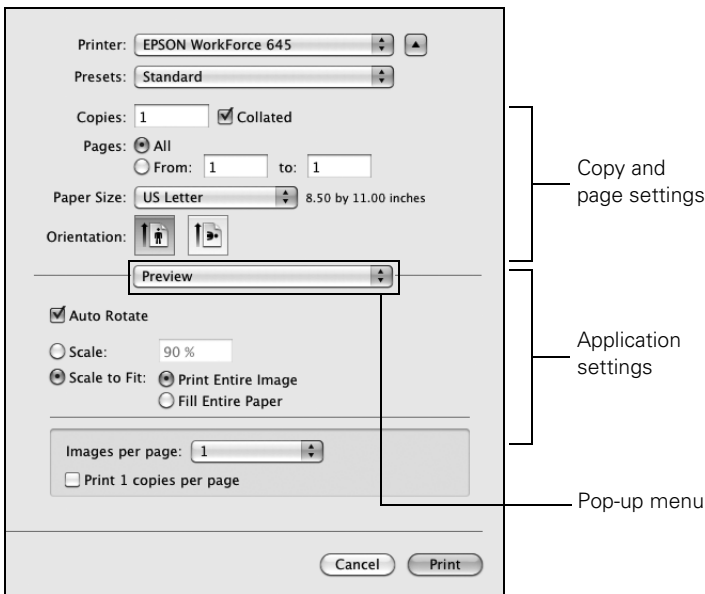 Printer: EPSON WorkForce 645
Presets: Standard
Copies: 1 Collated
Pages: All
From: 1 to: 1
Paper Size: US Letter 8.50 by 11.00 inches
Orientation:
Preview
Auto Rotate
Scale: 90 %
Scale to Fit: Print Entire Image
Fill Entire Paper
Images per page: 1
Print 1 copies per page
Cancel Print
Copy and
page settings
Application
settings
Pop-up menu